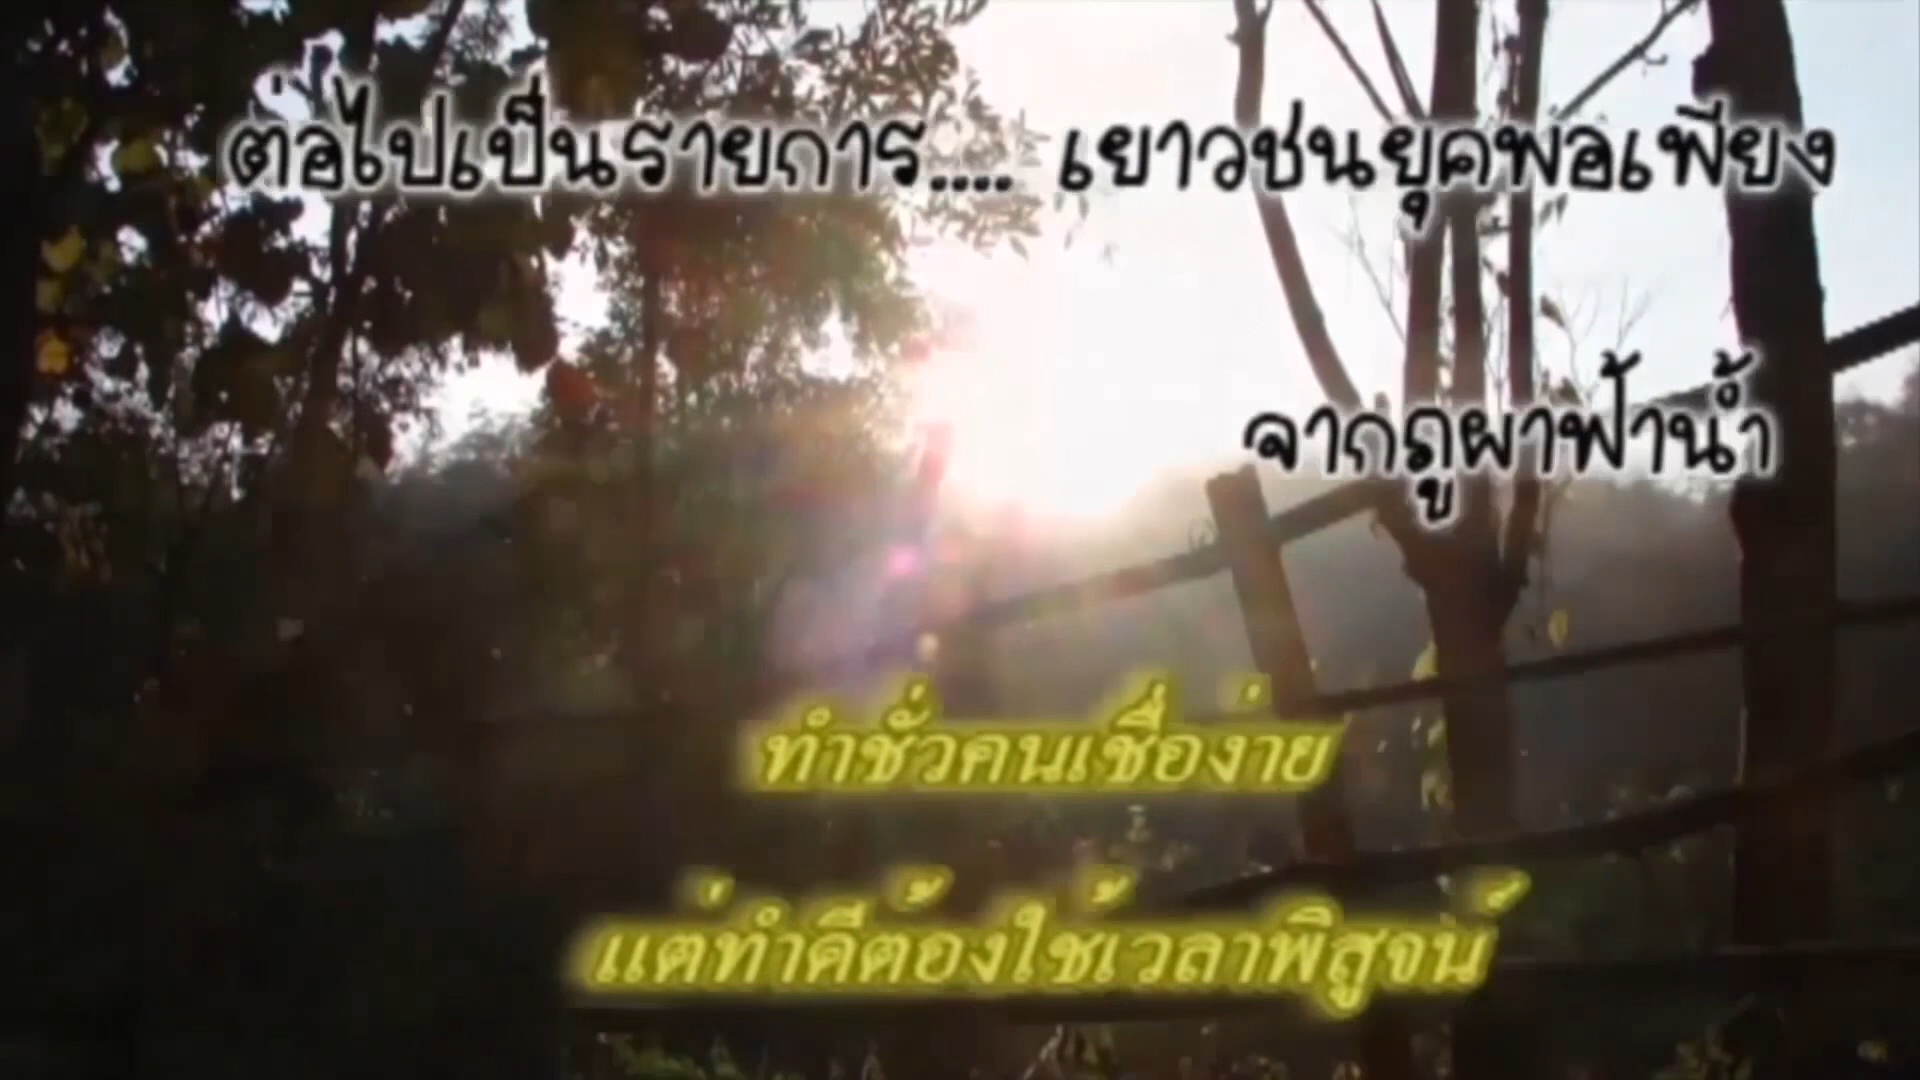 ต่อไปเป็นรายการ.... เยาวชนยุคพอเพียง
จากภูผาฟ้าน้ำ
ทำชั่วคนเชื่อง่าย
แต่ทำดีต้องใช้เวลาพิสูจน์